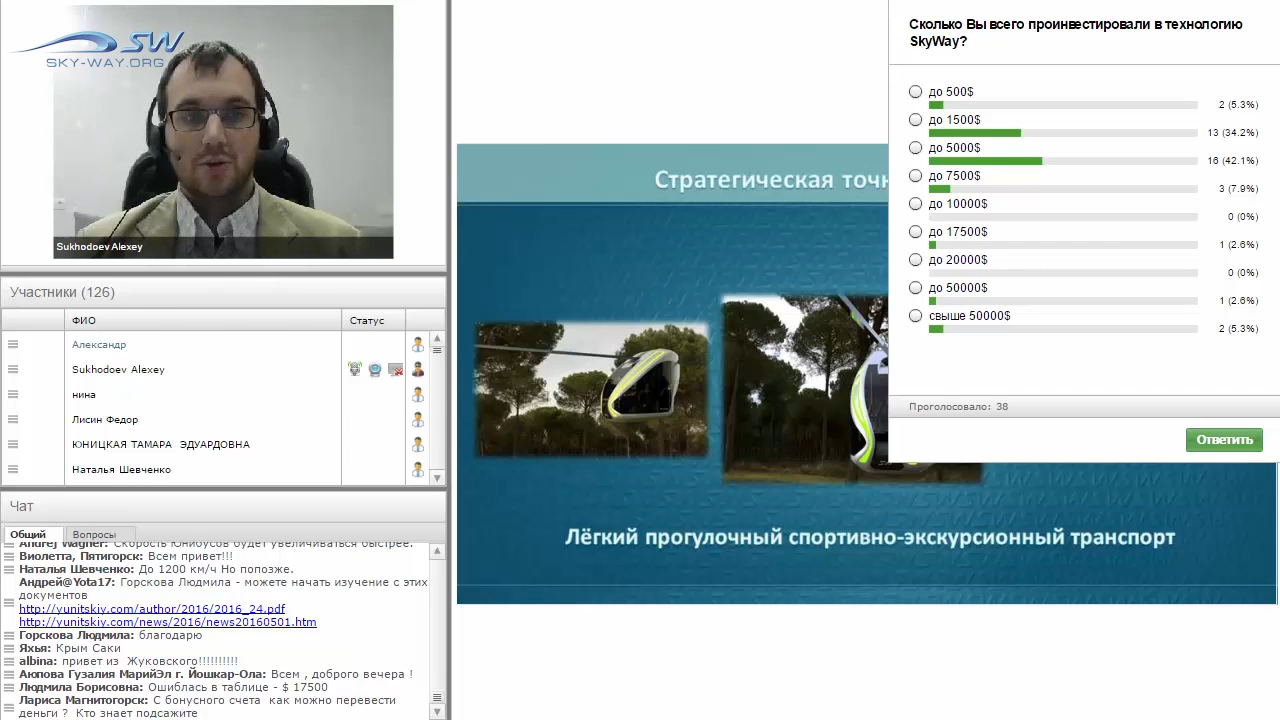 SW
SKY-WAY.ORG
Sukhodoev Alexey
Участники (126)
ФИО
Статус
Александр
Sukhodoev Alexey
нина
Лисин Федор
ЮНИЦКАЯ ТАМАРА ЭДУАРДОВНА
Наталья Шевченко
Чат
Общий
Вопросы
Andrej Wagner: Скорость Юнибусов будет увеличиваться быстрее.
Виолетта, Пятигорск: Всем привет!!!
Наталья Шевченко: До 1200 км/ч Но попозже.
Андрей@Yota17: Горскова Людмила - можете начать изучение с этих
документов
http://yunitskiy.com/author/2016/2016_24.pdf
http://yunitskiy.com/news/2016/news20160501.htm
Горскова Людмила: благодарю
Яхья: Крым Саки
albina: привет из Жуковского!!!!!!!!!!
Аюпова Гузалия МарийЭл г. Йошкар-Ола: Всем , доброго вечера !
Людмила Борисовна: Ошиблась в таблице - $ 17500
Лариса Магнитогорск: С бонусного счета как можно перевести
деньги ? Кто знает подсажите
Стратегическая точк
Лёгкий прогулочный спортивно-экскурсионный транспорт
Сколько Вы всего проинвестировали в технологию
SkyWay?
до 500$
2 (5.3%)
до 1500$
13 (34.2%)
до 5000$
16 (42.1%)
до 7500$
3 (7.9%)
до 10000$
0 (0%)
до 17500$
1 (2.6%)
до 20000$
0 (0%)
до 50000$
1 (2.6%)
свыше 50000$
2 (5.3%)
Проголосовало: 38
Ответить